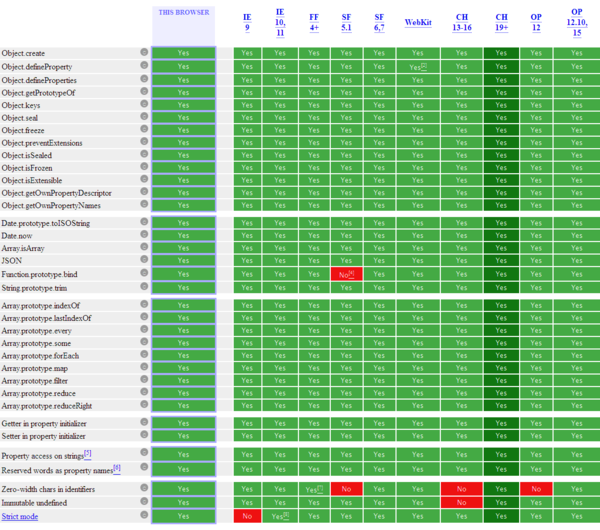 THIS BROWSER IE 9 IE 10, 11 FF 4+ SF 5.1 SF 6,7 WebKit CH 13-16 CH 19+ OP 12 OP 12.10, 15
Object.create Yes Yes Yes Yes Yes Yes Yes Yes Yes Yes Yes
Object.defineProperty Yes Yes Yes Yes Yes Yes Yes Yes Yes Yes Yes
Object.defineProperties Yes Yes Yes Yes Yes Yes Yes Yes Yes Yes Yes
Object.getPrototypeOf Yes Yes Yes Yes Yes Yes Yes Yes Yes Yes Yes
Object.keys Yes Yes Yes Yes Yes Yes Yes Yes Yes Yes Yes
Object.seal Yes Yes Yes Yes Yes Yes Yes Yes Yes Yes Yes
Object.freeze Yes Yes Yes Yes Yes Yes Yes Yes Yes Yes Yes
Object.preventExtensions Yes Yes Yes Yes Yes Yes Yes Yes Yes Yes Yes
Object.isSealed Yes Yes Yes Yes Yes Yes Yes Yes Yes Yes Yes
Object.isFrozen Yes Yes Yes Yes Yes Yes Yes Yes Yes Yes Yes
Object.isExtensible Yes Yes Yes Yes Yes Yes Yes Yes Yes Yes Yes
Object.getOwnPropertyDescriptor Yes Yes Yes Yes Yes Yes Yes Yes Yes Yes Yes
Object.getOwnPropertyNames Yes Yes Yes Yes Yes Yes Yes Yes Yes Yes Yes
Date.prototype.toISOString Yes Yes Yes Yes Yes Yes Yes Yes Yes Yes Yes
Date.now Yes Yes Yes Yes Yes Yes Yes Yes Yes Yes Yes
Array.isArray Yes Yes Yes Yes Yes Yes Yes Yes Yes Yes Yes
JSON Yes Yes Yes Yes Yes Yes Yes Yes Yes Yes Yes
Function.prototype.bind Yes Yes Yes Yes No[4] Yes Yes Yes Yes Yes Yes
String.prototype.trim Yes Yes Yes Yes Yes Yes Yes Yes Yes Yes Yes
Array.prototype.indexOf Yes Yes Yes Yes Yes Yes Yes Yes Yes Yes Yes
Array.prototype.lastIndexOf Yes Yes Yes Yes Yes Yes Yes Yes Yes Yes Yes
Array.prototype.every Yes Yes Yes Yes Yes Yes Yes Yes Yes Yes Yes
Array.prototype.some Yes Yes Yes Yes Yes Yes Yes Yes Yes Yes Yes
Array.prototype.forEach Yes Yes Yes Yes Yes Yes Yes Yes Yes Yes Yes
Array.prototype.map Yes Yes Yes Yes Yes Yes Yes Yes Yes Yes Yes
Array.prototype.filter Yes Yes Yes Yes Yes Yes Yes Yes Yes Yes Yes
Array.prototype.reduce Yes Yes Yes Yes Yes Yes Yes Yes Yes Yes Yes
Array.prototype.reduceRight Yes Yes Yes Yes Yes Yes Yes Yes Yes Yes Yes
Getter in property initializer Yes Yes Yes Yes Yes Yes Yes Yes Yes Yes Yes
Setter in property initializer Yes Yes Yes Yes Yes Yes Yes Yes Yes Yes Yes
Property access on strings[5] Yes Yes Yes Yes Yes Yes Yes Yes Yes Yes Yes
Reserved words as property names Yes Yes Yes Yes Yes Yes Yes Yes Yes Yes Yes
Zero-width chars in identifiers Yes Yes Yes Yes No Yes Yes No Yes No Yes
Immutable undefined Yes Yes Yes Yes Yes Yes Yes No Yes Yes Yes
Strict mode Yes No Yes Yes Yes Yes Yes Yes Yes Yes Yes